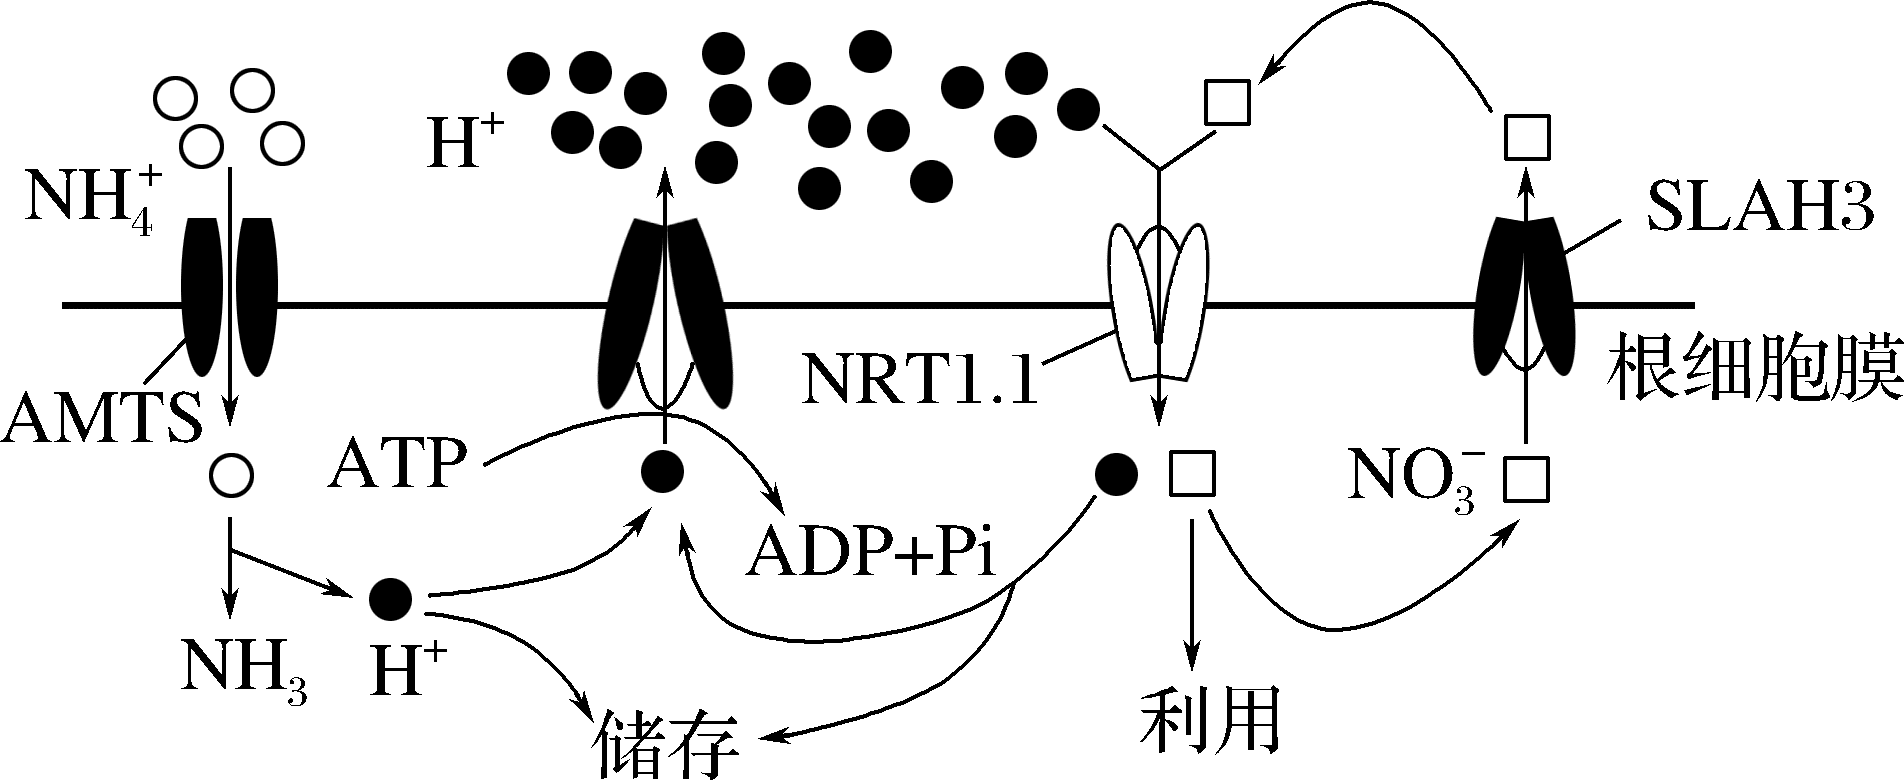 NH₄⁺
H⁺
SLAH3
AMTS
NRT1.1
根细胞膜
ATP
NO₃⁻
ADP+Pi
NH₃
H⁺
储存
利用